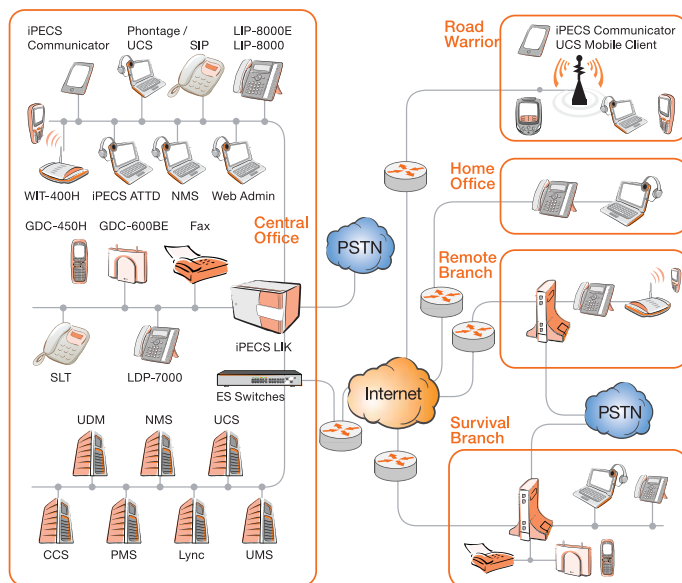 iPECS
Communicator
Phontage /
UCS
SIP
LIP-8000E
LIP-8000
WIT-400H
iPECS ATTD
NMS
Web Admin
GDC-450H
GDC-600BE
Fax
Central
Office
SLT
LDP-7000
iPECS LIK
ES Switches
UDM
NMS
UCS
CCS
PMS
Lync
UMS
PSTN
Internet
Road
Warrior
iPECS Communicator
UCS Mobile Client
Home
Office
Remote
Branch
PSTN
Survival
Branch